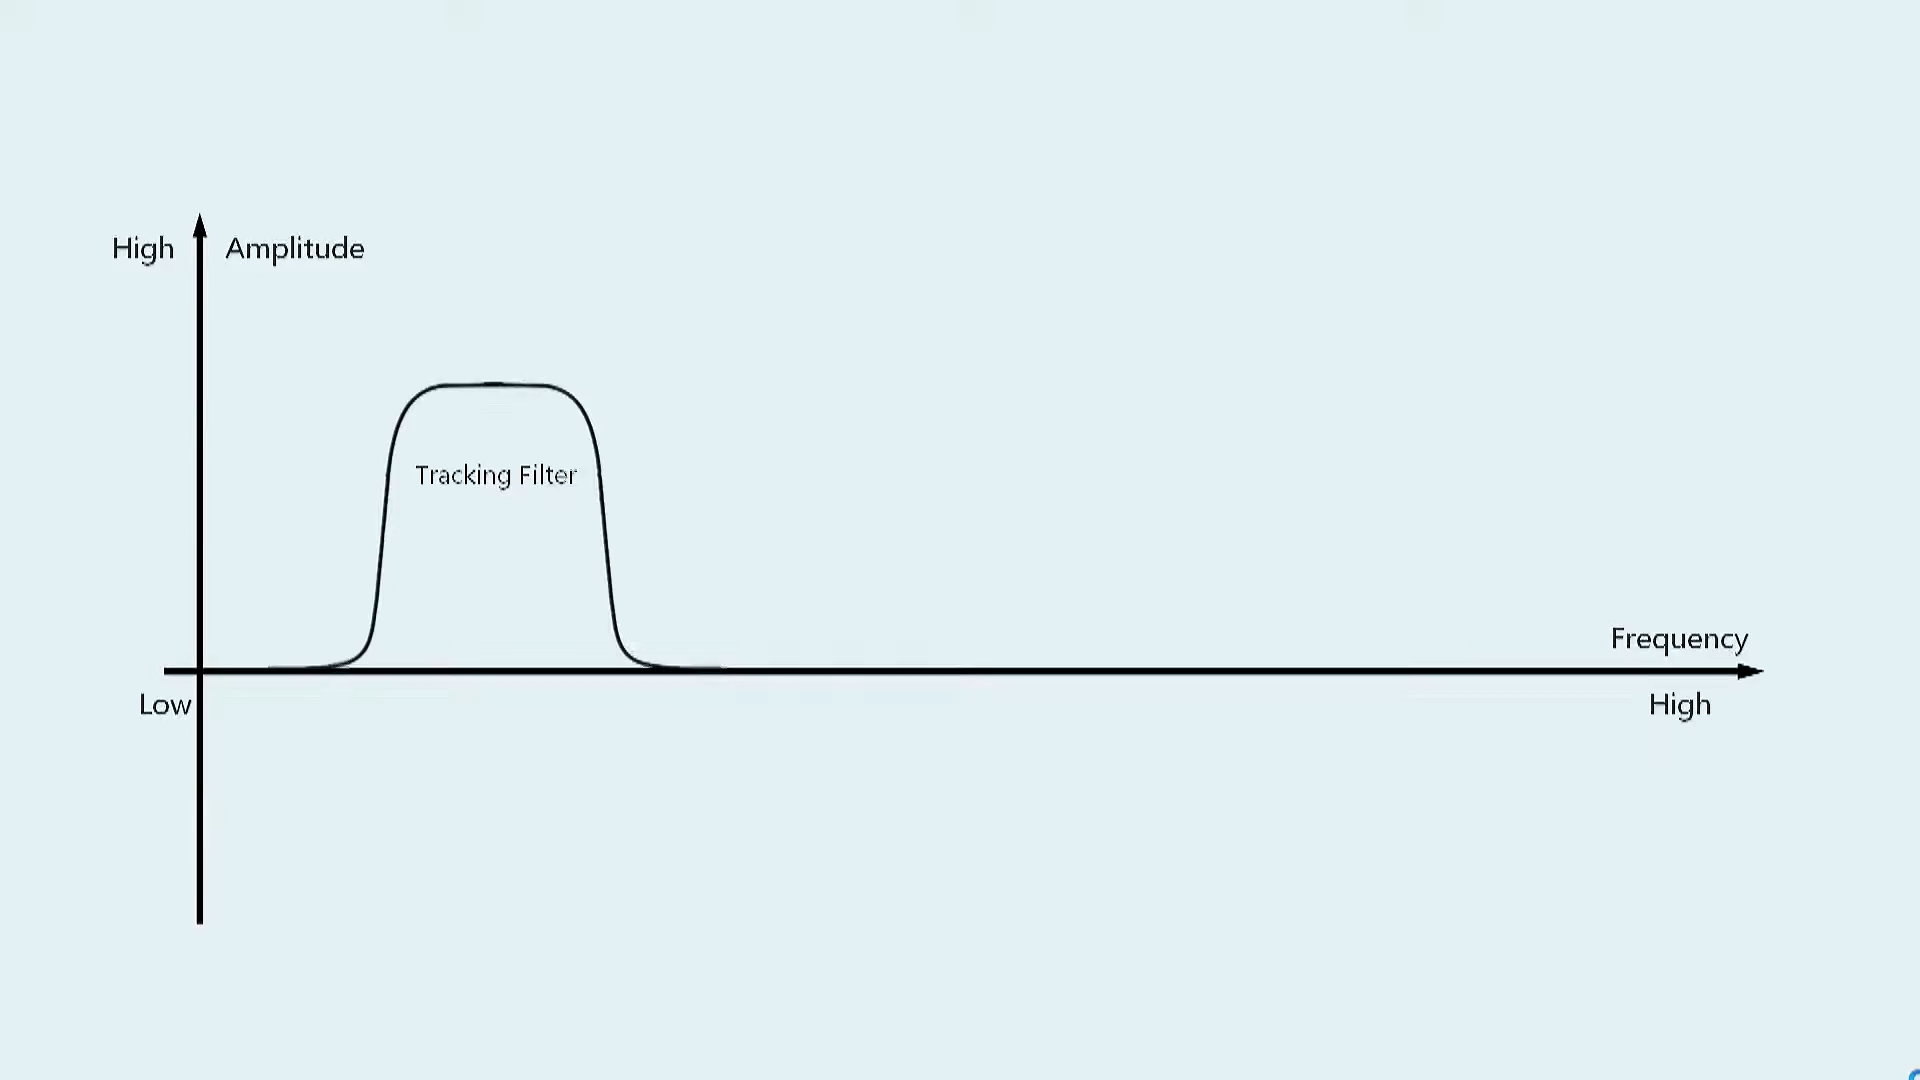 High
Amplitude
Tracking Filter
Frequency
Low
High